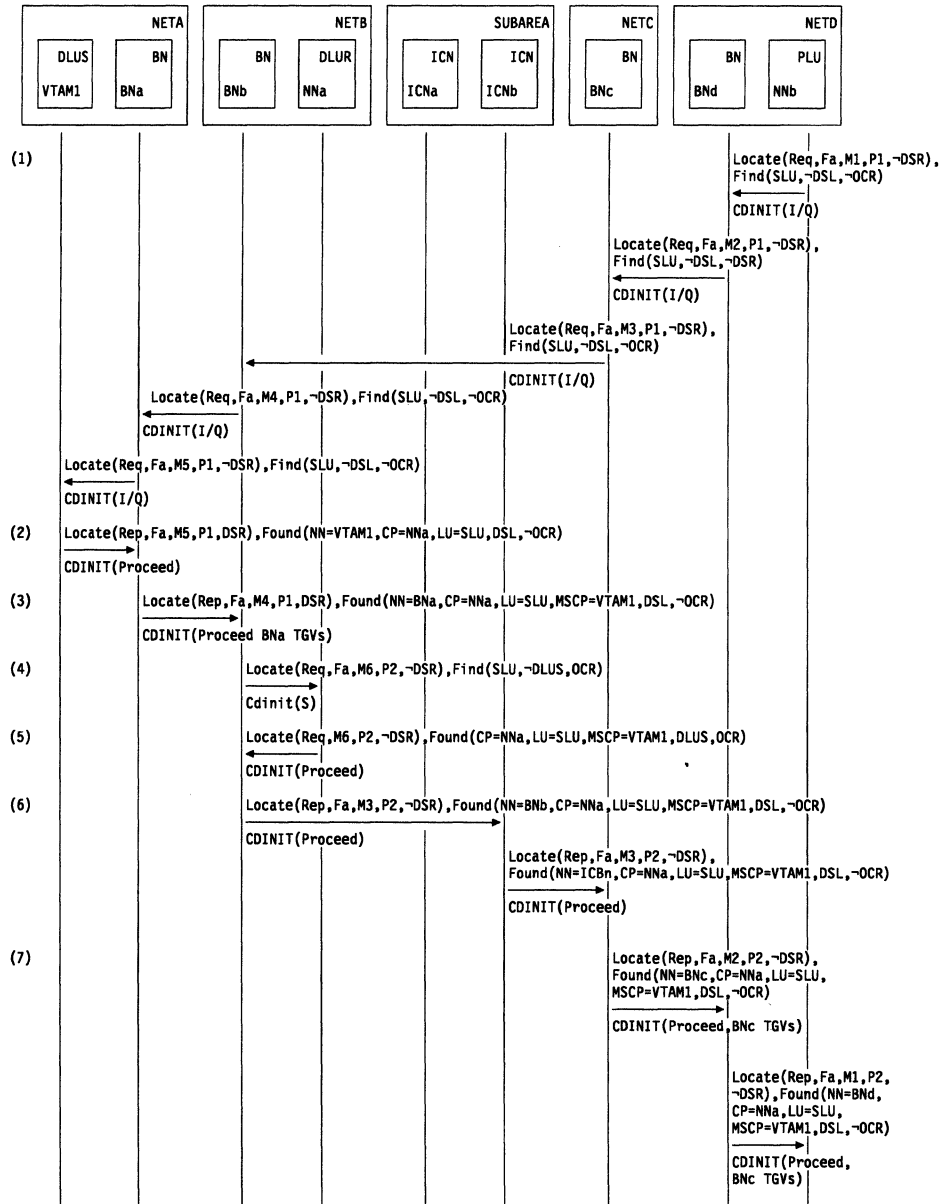 NETA NETB SUBAREA NETC NETD
DLUS BN BN DLUR ICN ICN BN BN PLU
VTAM1 BNa BNb NNa ICNa ICNb BNc BNd NNb
(1)
Locate(Req,Fa,M1,P1,¬DSR),
Find(SLU,¬DSL,¬OCR)
CDINIT(I/Q)
Locate(Req,Fa,M2,P1,¬DSR),
Find(SLU,¬DSL,¬DSR)
CDINIT(I/Q)
Locate(Req,Fa,M3,P1,¬DSR),
Find(SLU,¬DSL,¬OCR)
CDINIT(I/Q)
Locate(Req,Fa,M4,P1,¬DSR),Find(SLU,¬DSL,¬OCR)
CDINIT(I/Q)
Locate(Req,Fa,M5,P1,¬DSR),Find(SLU,¬DSL,¬OCR)
CDINIT(I/Q)
(2) Locate(Rep,Fa,M5,P1,DSR),Found(NN=VTAM1,CP=NNa,LU=SLU,DSL,¬OCR)
CDINIT(Proceed)
(3) Locate(Rep,Fa,M4,P1,DSR),Found(NN=BNa,CP=NNa,LU=SLU,MSCP=VTAM1,DSL,¬OCR)
CDINIT(Proceed BNa TGVs)
(4) Locate(Req,Fa,M6,P2,¬DSR),Find(SLU,¬DLUS,OCR)
Cdinit(S)
(5) Locate(Req,M6,P2,¬DSR),Found(CP=NNa,LU=SLU,MSCP=VTAM1,DLUS,OCR)
CDINIT(Proceed)
(6) Locate(Rep,Fa,M3,P2,¬DSR),Found(NN=BNb,CP=NNa,LU=SLU,MSCP=VTAM1,DSL,¬OCR)
CDINIT(Proceed)
Locate(Rep,Fa,M3,P2,¬DSR),
Found(NN=ICBn,CP=NNa,LU=SLU,MSCP=VTAM1,DSL,¬OCR)
CDINIT(Proceed)
(7) Locate(Rep,Fa,M2,P2,¬DSR),
Found(NN=BNc,CP=NNa,LU=SLU,
MSCP=VTAM1,DSL,¬OCR)
CDINIT(Proceed,BNc TGVs)
Locate(Rep,Fa,M1,P2,
¬DSR),Found(NN=BNd,
CP=NNa,LU=SLU,
MSCP=VTAM1,DSL,¬OCR)
CDINIT(Proceed,
BNc TGVs)